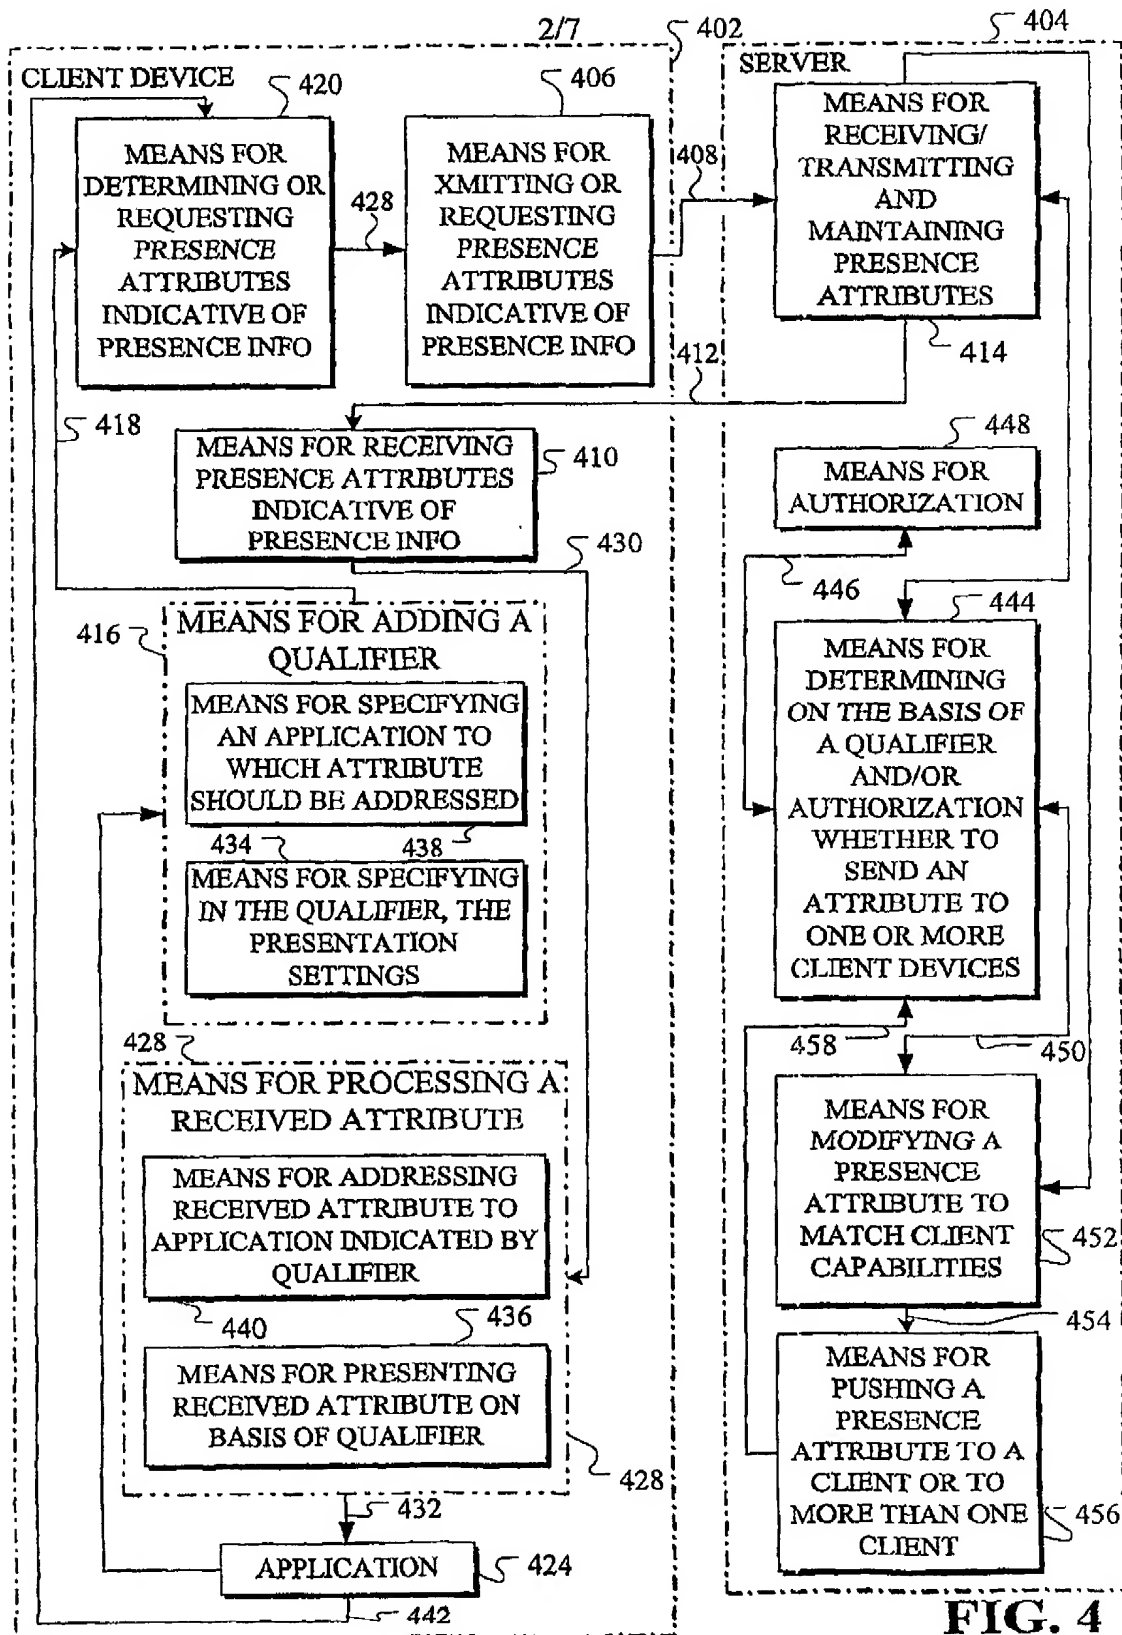 2/7
402
404
CLIENT DEVICE
SERVER
420
406
MEANS FOR
DETERMINING OR
REQUESTING
PRESENCE
ATTRIBUTES
INDICATIVE OF
PRESENCE INFO
428
MEANS FOR
XMITTING OR
REQUESTING
PRESENCE
ATTRIBUTES
INDICATIVE OF
PRESENCE INFO
408
MEANS FOR
RECEIVING/
TRANSMITTING
AND
MAINTAINING
PRESENCE
ATTRIBUTES
412
414
418
MEANS FOR RECEIVING
PRESENCE ATTRIBUTES
INDICATIVE OF
PRESENCE INFO
410
430
448
MEANS FOR
AUTHORIZATION
446
444
416
MEANS FOR ADDING A
QUALIFIER
MEANS FOR SPECIFYING
AN APPLICATION TO
WHICH ATTRIBUTE
SHOULD BE ADDRESSED
434
438
MEANS FOR SPECIFYING
IN THE QUALIFIER, THE
PRESENTATION
SETTINGS
MEANS FOR
DETERMINING
ON THE BASIS OF
A QUALIFIER
AND/OR
AUTHORIZATION
WHETHER TO
SEND AN
ATTRIBUTE TO
ONE OR MORE
CLIENT DEVICES
458
450
428
MEANS FOR PROCESSING A
RECEIVED ATTRIBUTE
MEANS FOR ADDRESSING
RECEIVED ATTRIBUTE TO
APPLICATION INDICATED BY
QUALIFIER
440
436
MEANS FOR PRESENTING
RECEIVED ATTRIBUTE ON
BASIS OF QUALIFIER
428
MEANS FOR
MODIFYING A
PRESENCE
ATTRIBUTE TO
MATCH CLIENT
CAPABILITIES
452
454
MEANS FOR
PUSHING A
PRESENCE
ATTRIBUTE TO A
CLIENT OR TO
MORE THAN ONE
CLIENT
456
432
APPLICATION
424
442
FIG. 4